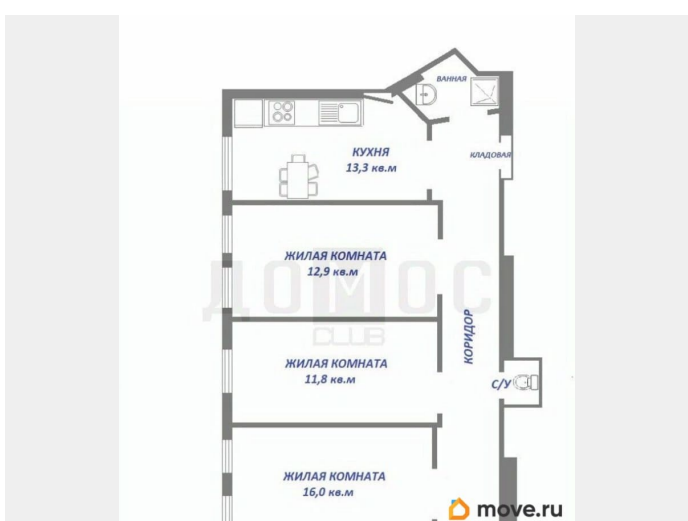 ВАННАЯ
КУХНЯ
13,3 кв.м
КЛАДОВАЯ
ЖИЛАЯ КОМНАТА
12,9 кв.м
ДОМОС
CLUB
КОРИДОР
ЖИЛАЯ КОМНАТА
11,8 кв.м
С/У
ЖИЛАЯ КОМНАТА
16,0 кв.м
move.ru